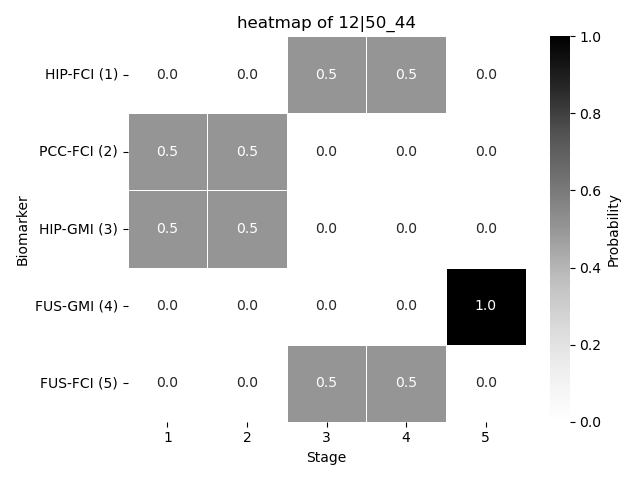 heatmap of 12|50_44
HIP-FCI (1) 0.0 0.0 0.5 0.5 0.0
PCC-FCI (2) 0.5 0.5 0.0 0.0 0.0
HIP-GMI (3) 0.5 0.5 0.0 0.0 0.0
FUS-GMI (4) 0.0 0.0 0.0 0.0 1.0
FUS-FCI (5) 0.0 0.0 0.5 0.5 0.0
1 2 3 4 5
Stage
Biomarker
1.0
0.8
0.6
0.4
0.2
0.0
Probability